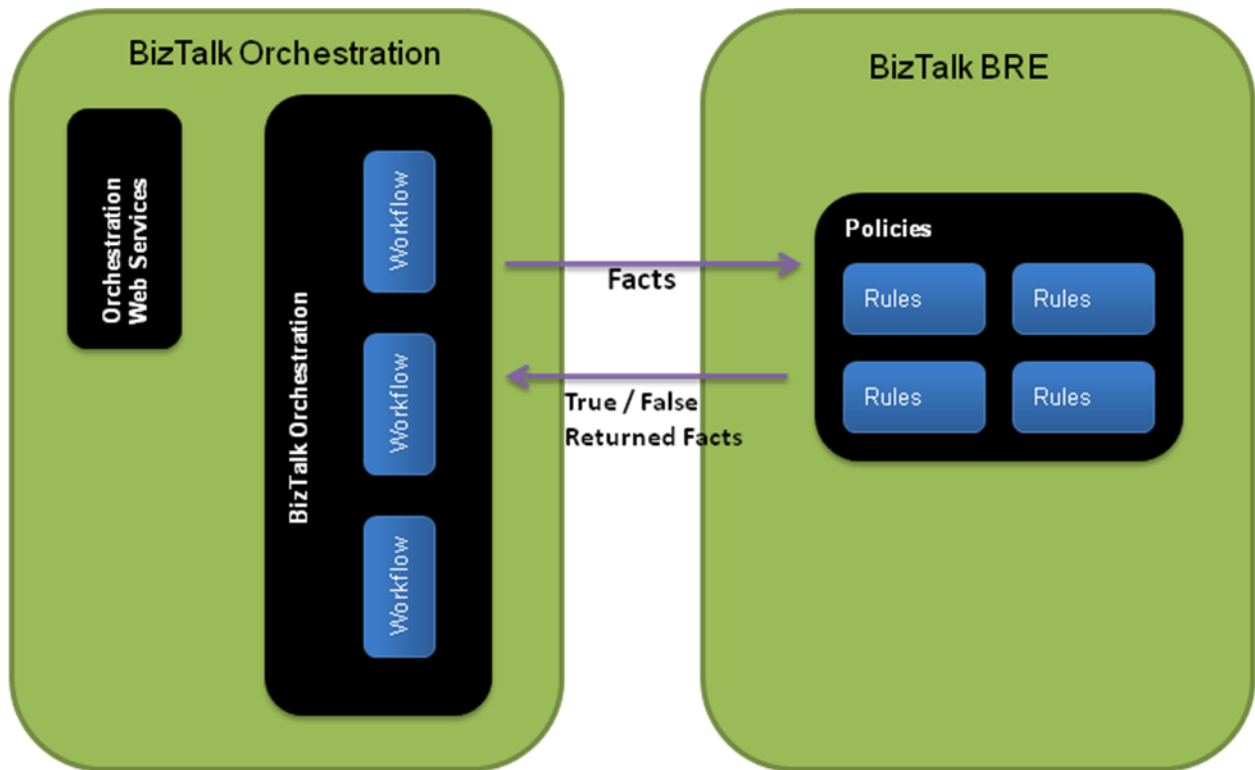 BizTalk Orchestration
Orchestration
Web Services
BizTalk Orchestration
Workflow
Workflow
Workflow
Facts
True / False
Returned Facts
BizTalk BRE
Policies
Rules
Rules
Rules
Rules